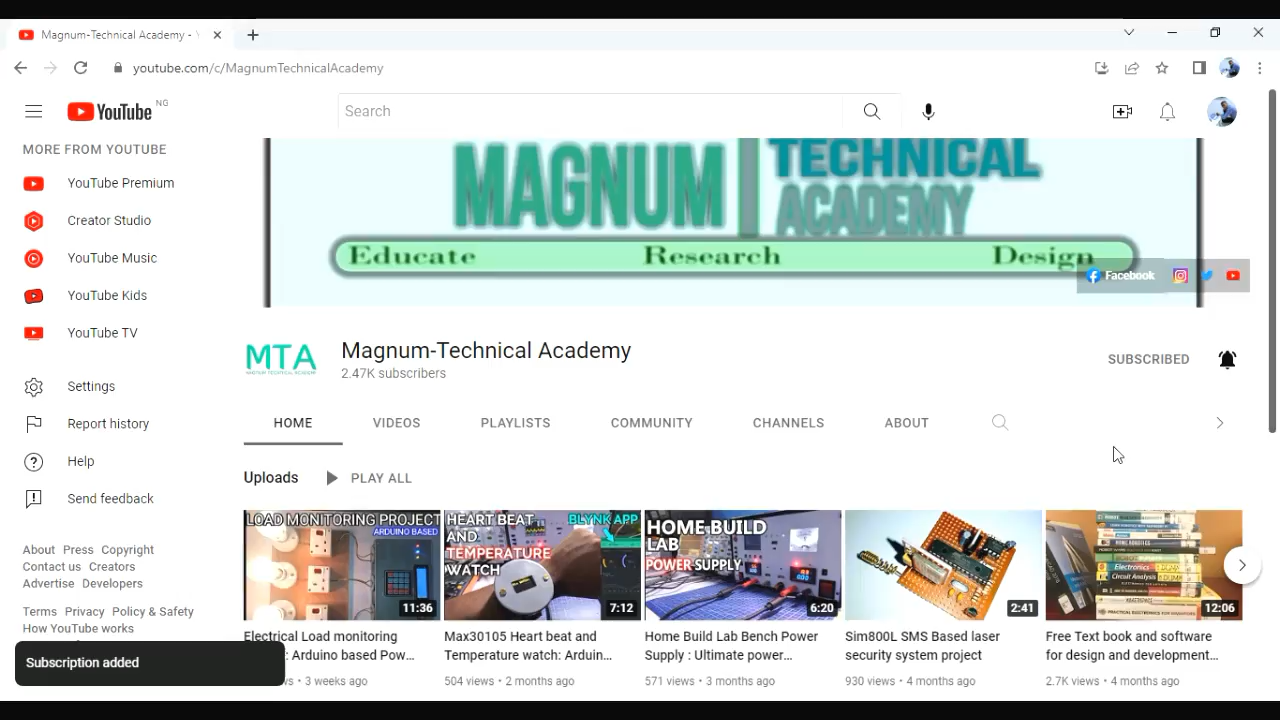 Magnum-Technical Academy -
youtube.com/c/MagnumTechnicalAcademy
YouTube NG
Search
MORE FROM YOUTUBE
YouTube Premium
Creator Studio
YouTube Music
YouTube Kids
YouTube TV
Settings
Report history
Help
Send feedback
About Press Copyright
Contact us Creators
Advertise Developers
Terms Privacy Policy & Safety
How YouTube works
Subscription added
MAGNUM TECHNICAL
ACADEMY
Educate Research Design
Facebook
MTA
MAGNUM TECHNICAL ACADEMY
Magnum-Technical Academy
2.47K subscribers
SUBSCRIBED
HOME VIDEOS PLAYLISTS COMMUNITY CHANNELS ABOUT
Uploads PLAY ALL
LOAD MONITORING PROJECT
ARDUINO BASED
11:36
Electrical Load monitoring
: Arduino based Pow...
3 weeks ago
HEART BEAT BLYNK APP
AND
TEMPERATURE
WATCH
7:12
Max30105 Heart beat and
Temperature watch: Arduin...
504 views • 2 months ago
HOME BUILD
LAB
POWER SUPPLY
6:20
Home Build Lab Bench Power
Supply : Ultimate power...
571 views • 3 months ago
2:41
Sim800L SMS Based laser
security system project
930 views • 4 months ago
Electronics
Circuit Analysis
12:06
Free Text book and software
for design and development...
2.7K views • 4 months ago